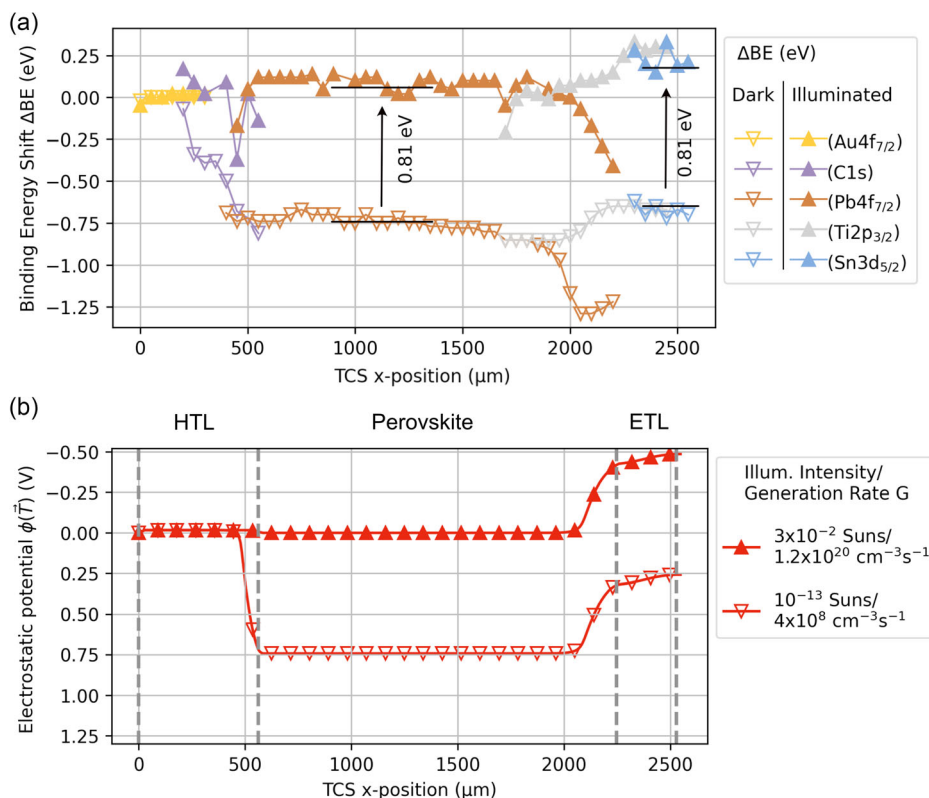 (a)
Binding Energy Shift ΔBE (eV)
0.25
0.00
−0.25
−0.50
−0.75
−1.00
−1.25
0.81 eV
0.81 eV
0 500 1000 1500 2000 2500
TCS x-position (μm)
ΔBE (eV)
Dark Illuminated
(Au4f7/2)
(C1s)
(Pb4f7/2)
(Ti2p3/2)
(Sn3d5/2)
(b)
HTL Perovskite ETL
Electrostatic potential ϕ(T⃗) (V)
−0.50
−0.25
0.00
0.25
0.50
0.75
1.00
1.25
0 500 1000 1500 2000 2500
TCS x-position (μm)
Illum. Intensity/
Generation Rate G
3x10⁻² Suns/
1.2x10²⁰ cm⁻³s⁻¹
10⁻¹³ Suns/
4x10⁸ cm⁻³s⁻¹